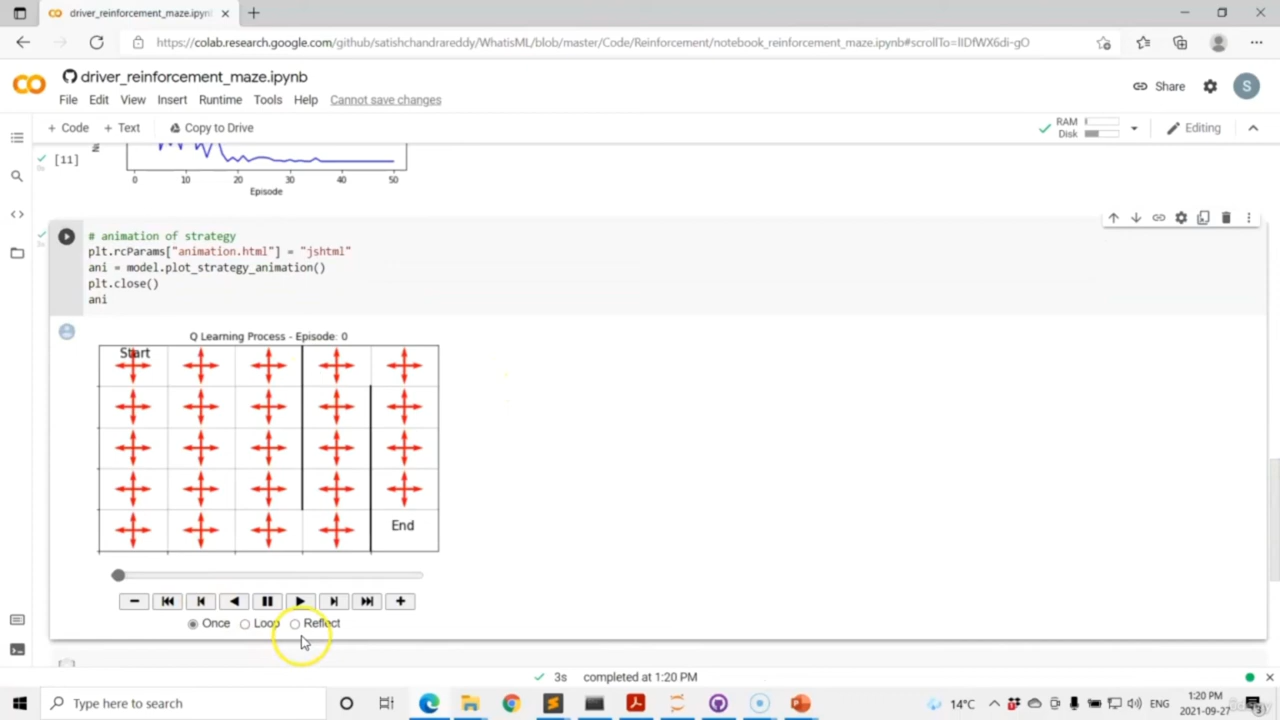 driver_reinforcement_maze.ipynb
https://colab.research.google.com/github/satishchandrareddy/WhatisML/blob/master/Code/Reinforcement/notebook_reinforcement_maze.ipynb#scrollTo=lIDfWX6di-gO
driver_reinforcement_maze.ipynb
Share
S
File Edit View Insert Runtime Tools Help Cannot save changes
+ Code + Text Copy to Drive
RAM
Disk
Editing
[11]
0 10 20 30 40 50
Episode
# animation of strategy
plt.rcParams["animation.html"] = "jshtml"
ani = model.plot_strategy_animation()
plt.close()
ani
Q Learning Process - Episode: 0
Start
End
Once Loop Reflect
3s completed at 1:20 PM
Type here to search
14°C
ENG
1:20 PM
2021-09-27